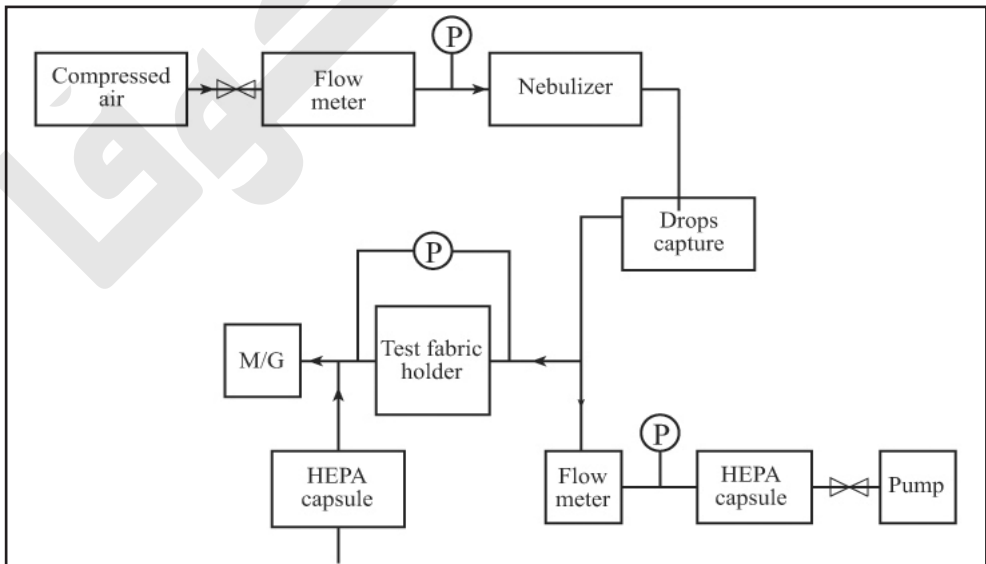 P
Compressed
air
Flow
meter
Nebulizer
Drops
capture
P
M/G
Test fabric
holder
P
HEPA
capsule
Flow
meter
HEPA
capsule
Pump